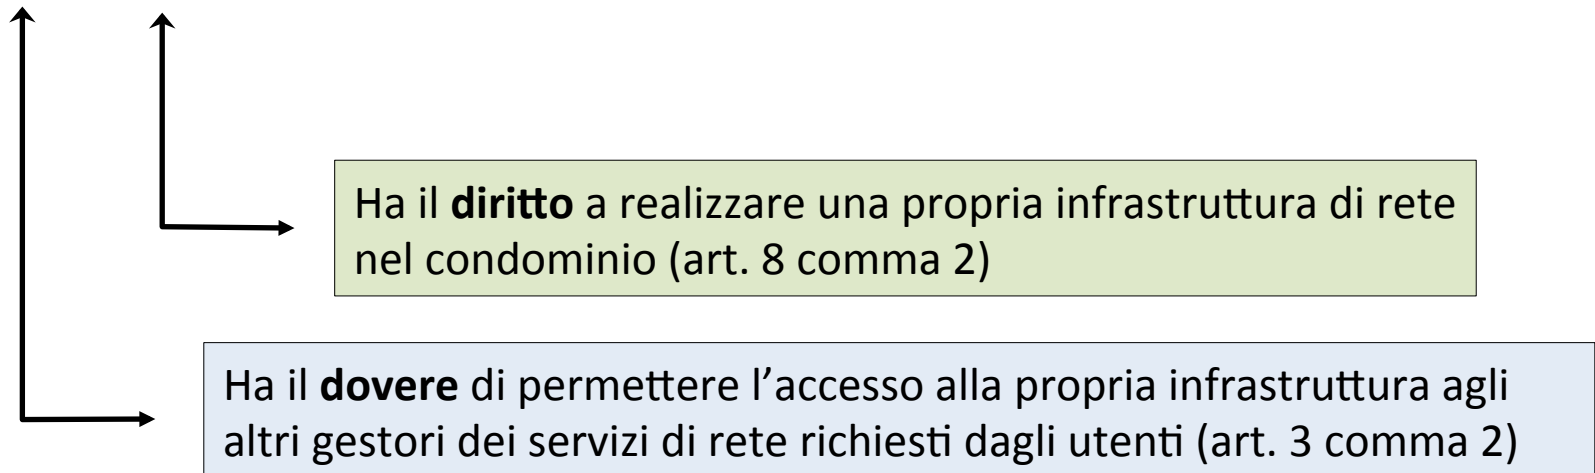 Ha il diritto a realizzare una propria infrastruttura di rete
nel condominio (art. 8 comma 2)
Ha il dovere di permettere l’accesso alla propria infrastruttura agli
altri gestori dei servizi di rete richiesti dagli utenti (art. 3 comma 2)